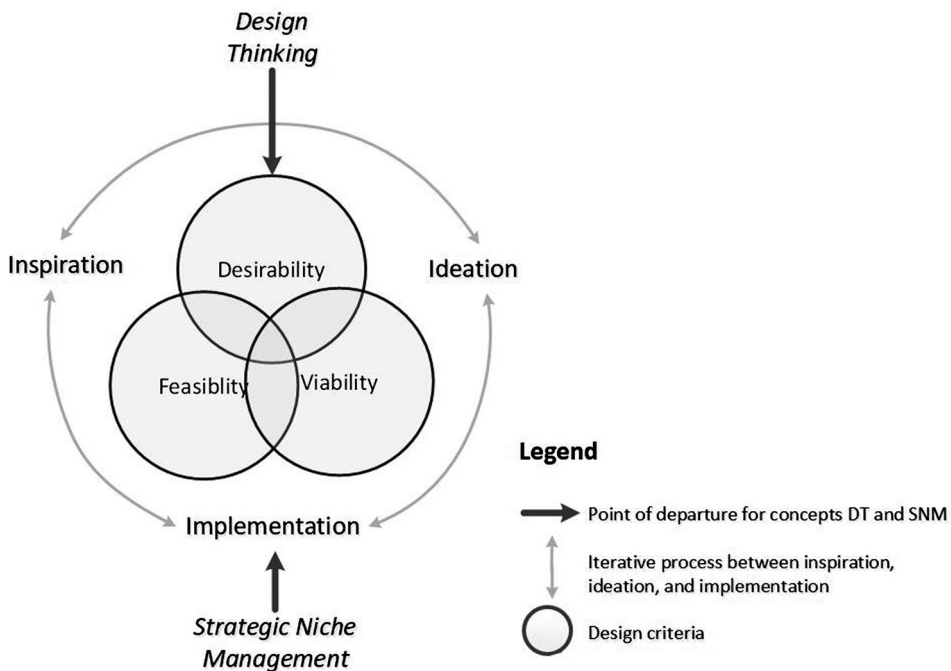 Design
Thinking
Inspiration
Desirability
Ideation
Feasiblity
Viability
Implementation
Strategic Niche
Management
Legend
Point of departure for concepts DT and SNM
Iterative process between inspiration,
ideation, and implementation
Design criteria